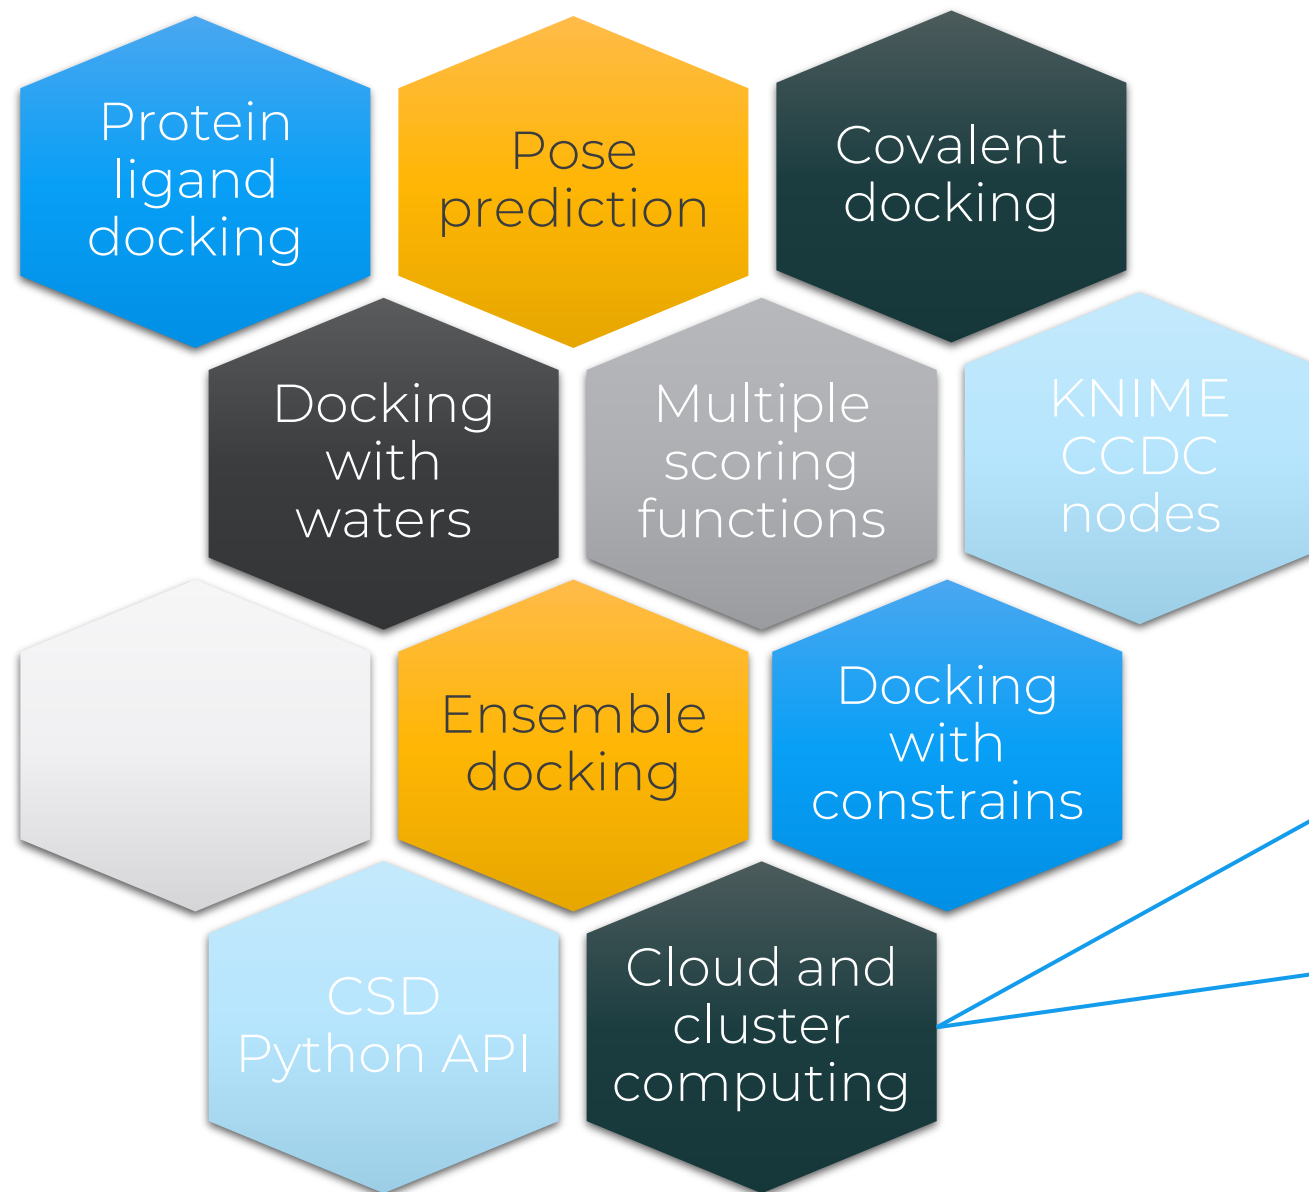 Protein
ligand
docking
Pose
prediction
Covalent
docking
Docking
with
waters
Multiple
scoring
functions
KNIME
CCDC
nodes
Ensemble
docking
Docking
with
constrains
CSD
Python API
Cloud and
cluster
computing